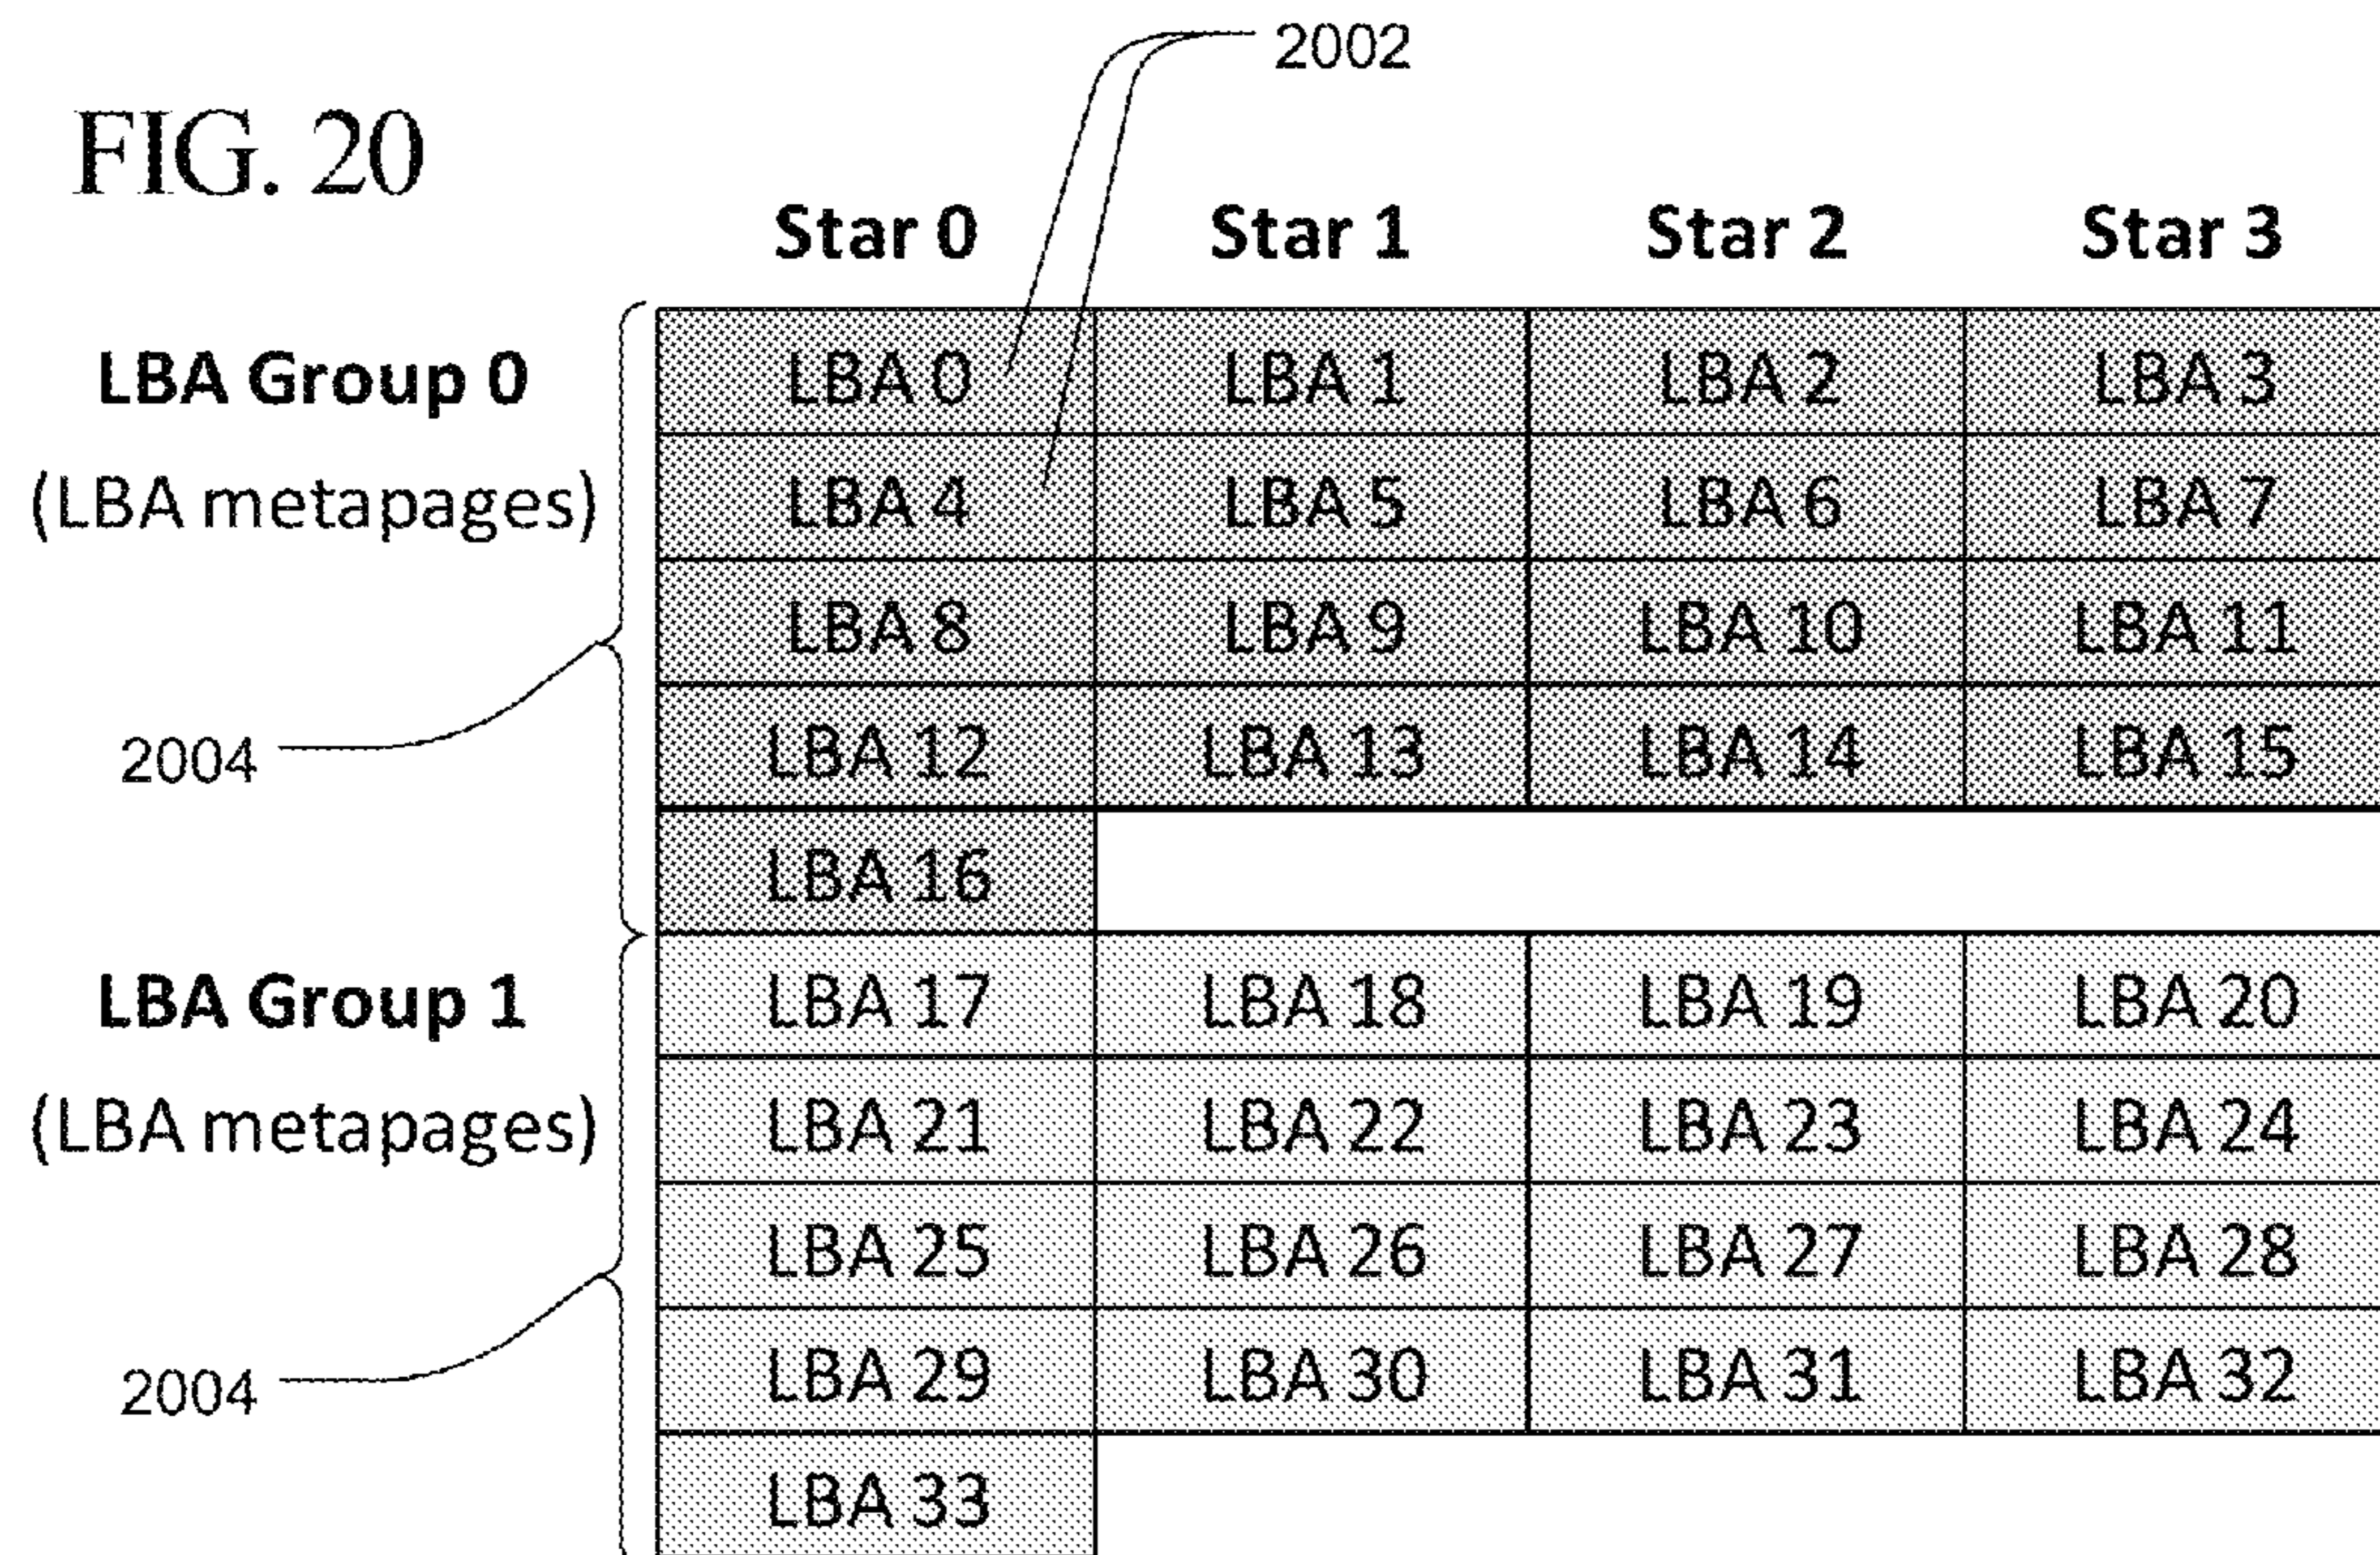 2002
FIG. 20
Star 0 Star 1 Star 2 Star 3
LBA Group 0 LBA 0 LBA 1 LBA 2 LBA 3
(LBA metapages) LBA 4 LBA 5 LBA 6 LBA 7
LBA 8 LBA 9 LBA 10 LBA 11
2004 LBA 12 LBA 13 LBA 14 LBA 15
LBA 16
LBA Group 1 LBA 17 LBA 18 LBA 19 LBA 20
(LBA metapages) LBA 21 LBA 22 LBA 23 LBA 24
LBA 25 LBA 26 LBA 27 LBA 28
2004 LBA 29 LBA 30 LBA 31 LBA 32
LBA 33